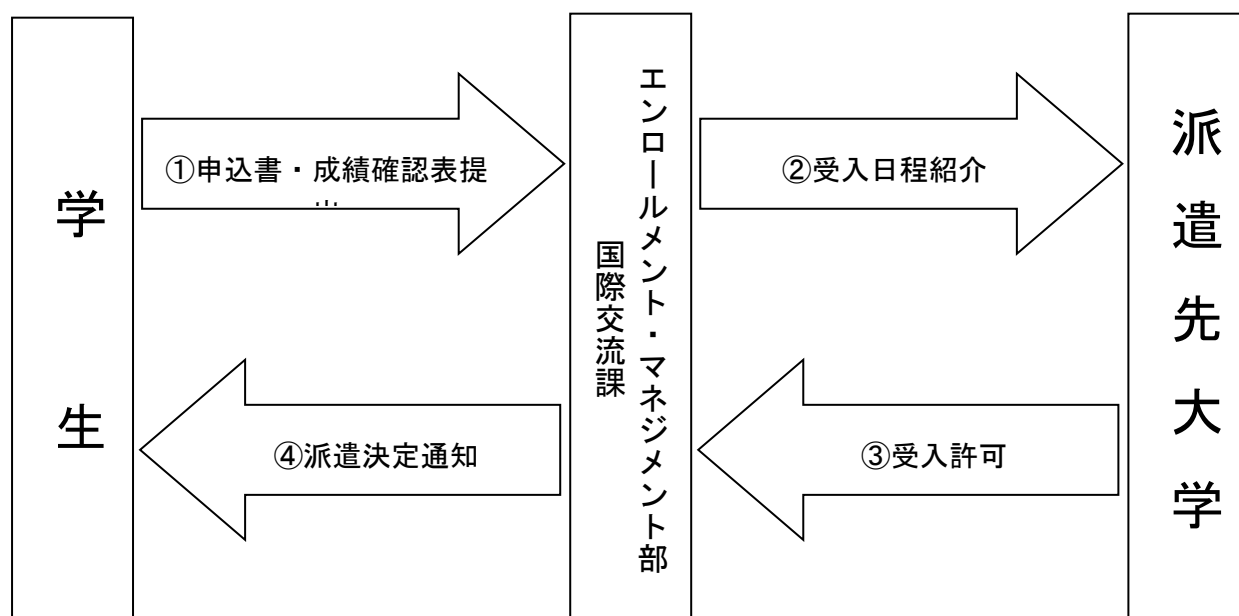 学生
①申込書・成績確認表提
エンロールメント・マネジメント部
国際交流課
②受入日程紹介
派遣先大学
④派遣決定通知
③受入許可